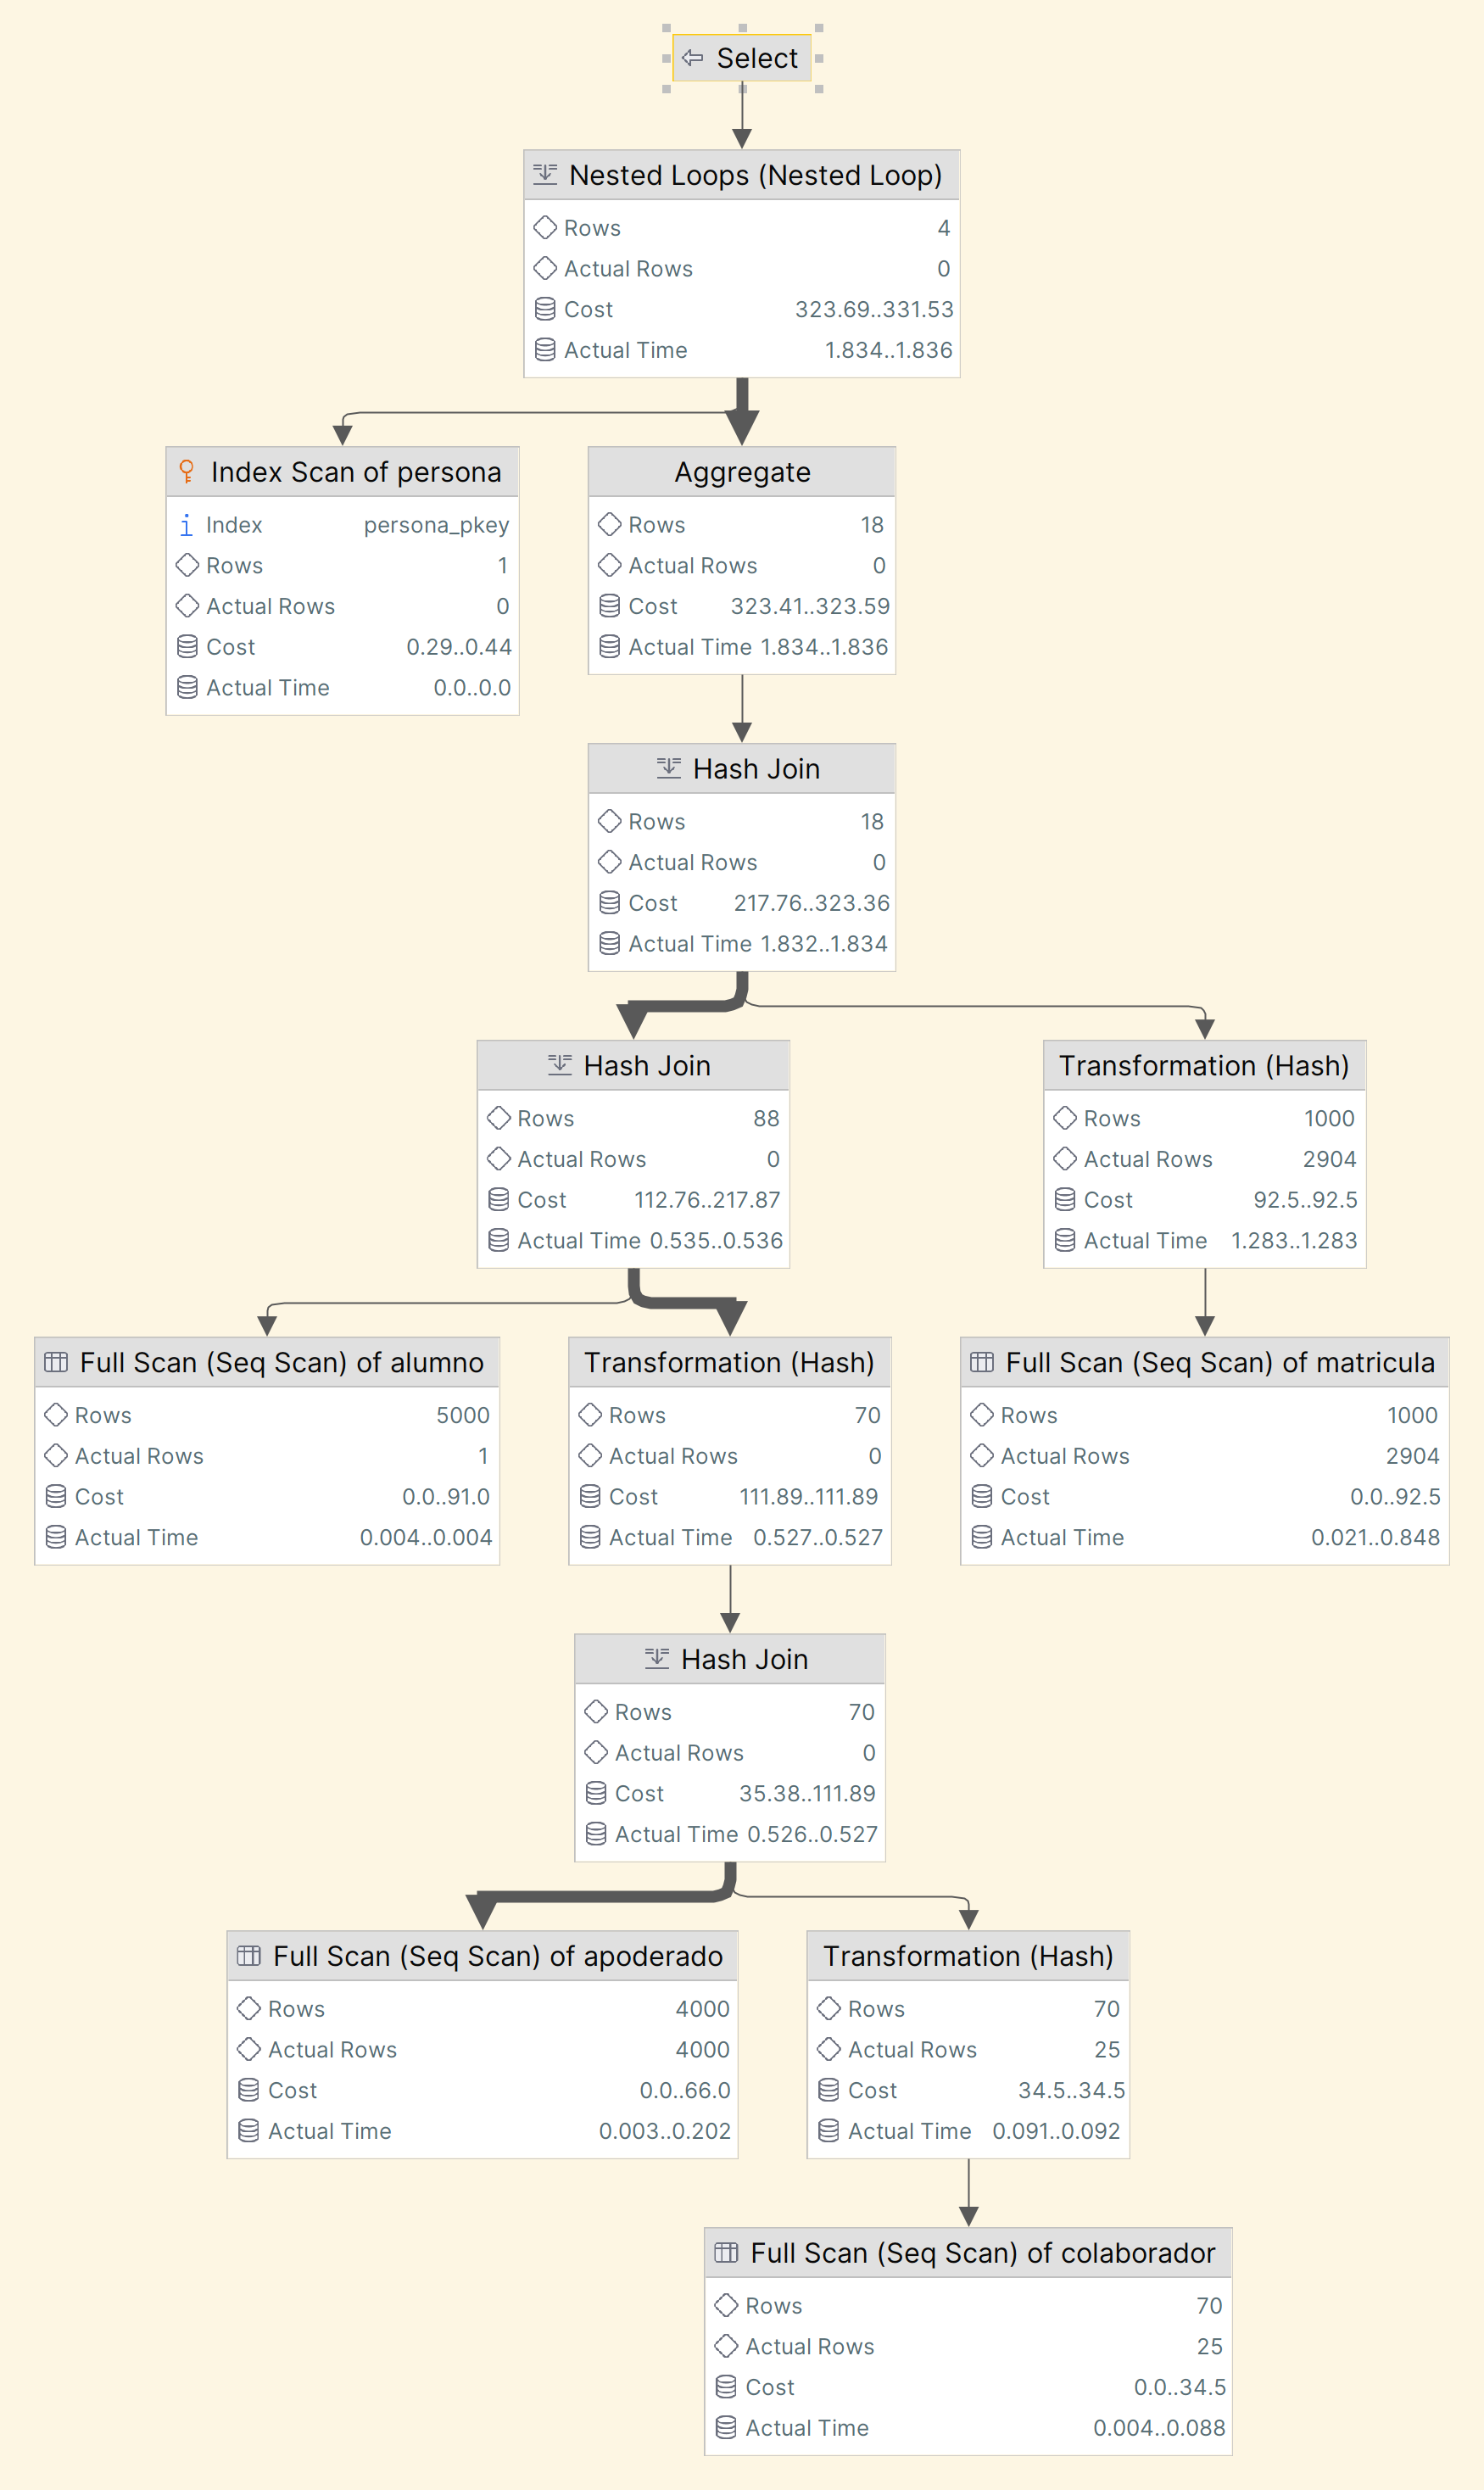 Select
Nested Loops (Nested Loop)
Rows 4
Actual Rows 0
Cost 323.69..331.53
Actual Time 1.834..1.836
Index Scan of persona
Index persona_pkey
Rows 1
Actual Rows 0
Cost 0.29..0.44
Actual Time 0.0..0.0
Aggregate
Rows 18
Actual Rows 0
Cost 323.41..323.59
Actual Time 1.834..1.836
Hash Join
Rows 18
Actual Rows 0
Cost 217.76..323.36
Actual Time 1.832..1.834
Hash Join
Rows 88
Actual Rows 0
Cost 112.76..217.87
Actual Time 0.535..0.536
Transformation (Hash)
Rows 1000
Actual Rows 2904
Cost 92.5..92.5
Actual Time 1.283..1.283
Full Scan (Seq Scan) of alumno
Rows 5000
Actual Rows 1
Cost 0.0..91.0
Actual Time 0.004..0.004
Transformation (Hash)
Rows 70
Actual Rows 0
Cost 111.89..111.89
Actual Time 0.527..0.527
Full Scan (Seq Scan) of matricula
Rows 1000
Actual Rows 2904
Cost 0.0..92.5
Actual Time 0.021..0.848
Hash Join
Rows 70
Actual Rows 0
Cost 35.38..111.89
Actual Time 0.526..0.527
Full Scan (Seq Scan) of apoderado
Rows 4000
Actual Rows 4000
Cost 0.0..66.0
Actual Time 0.003..0.202
Transformation (Hash)
Rows 70
Actual Rows 25
Cost 34.5..34.5
Actual Time 0.091..0.092
Full Scan (Seq Scan) of colaborador
Rows 70
Actual Rows 25
Cost 0.0..34.5
Actual Time 0.004..0.088